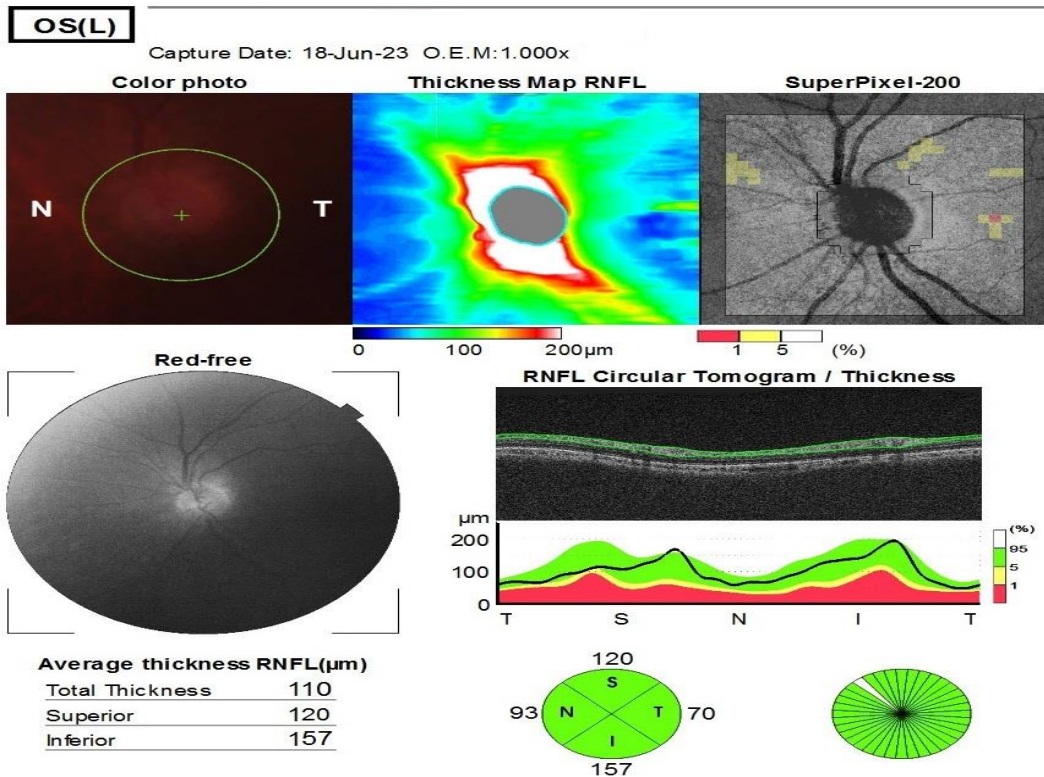 OS(L)
Capture Date: 18-Jun-23 O.E.M:1.000x
Color photo Thickness Map RNFL SuperPixel-200
N T
0 100 200µm
1 5 (%)
Red-free
RNFL Circular Tomogram / Thickness
µm
200
100
0
T S N I T
(%)
95
5
1
Average thickness RNFL(µm)
Total Thickness 110
Superior 120
Inferior 157
120
S
93 N T 70
I
157